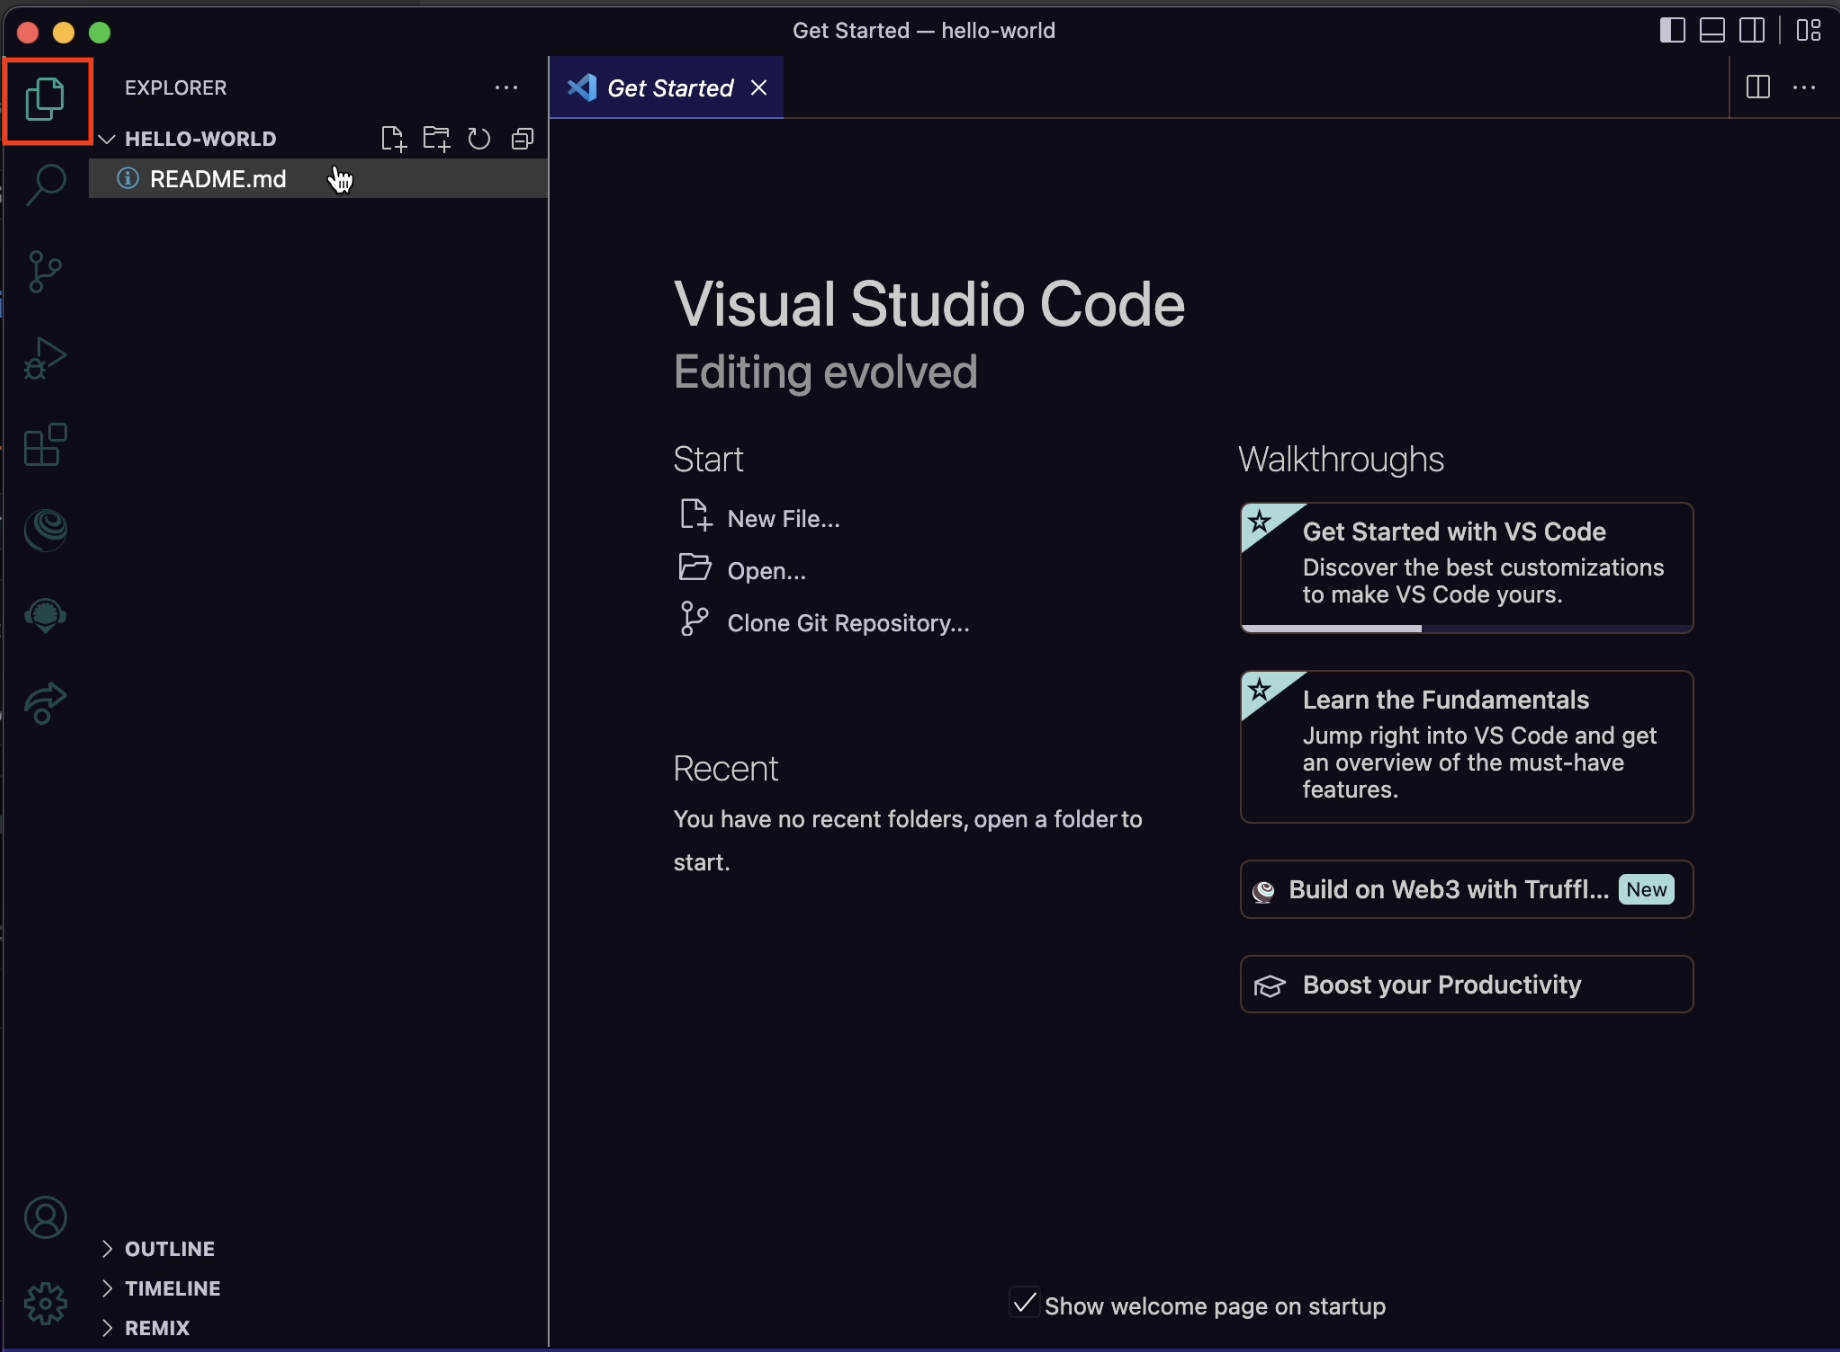 Get Started — hello-world
EXPLORER
Get Started
HELLO-WORLD
README.md
Visual Studio Code
Editing evolved
Start
New File...
Open...
Clone Git Repository...
Recent
You have no recent folders, open a folder to
start.
Walkthroughs
Get Started with VS Code
Discover the best customizations
to make VS Code yours.
Learn the Fundamentals
Jump right into VS Code and get
an overview of the must-have
features.
Build on Web3 with Truffl... New
Boost your Productivity
OUTLINE
TIMELINE
REMIX
Show welcome page on startup